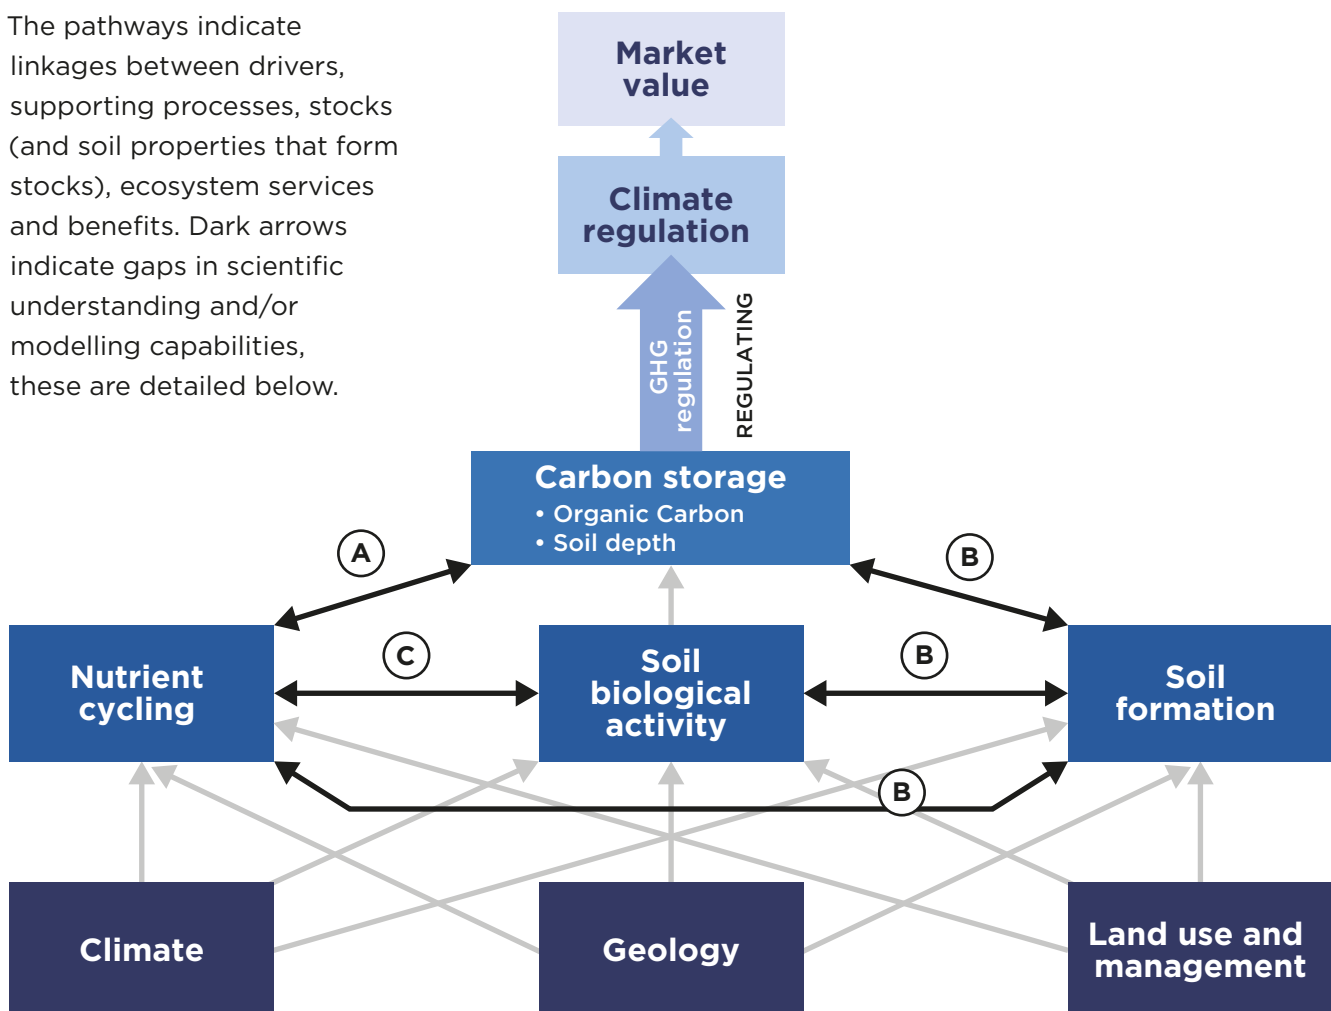 The pathways indicate
linkages between drivers,
supporting processes, stocks
(and soil properties that form
stocks), ecosystem services
and benefits. Dark arrows
indicate gaps in scientific
understanding and/or
modelling capabilities,
these are detailed below.
Market
value
Climate
regulation
GHG
regulation
REGULATING
Carbon storage
• Organic Carbon
• Soil depth
A
B
Nutrient
cycling
C
Soil
biological
activity
B
Soil
formation
B
Climate
Geology
Land use and
management